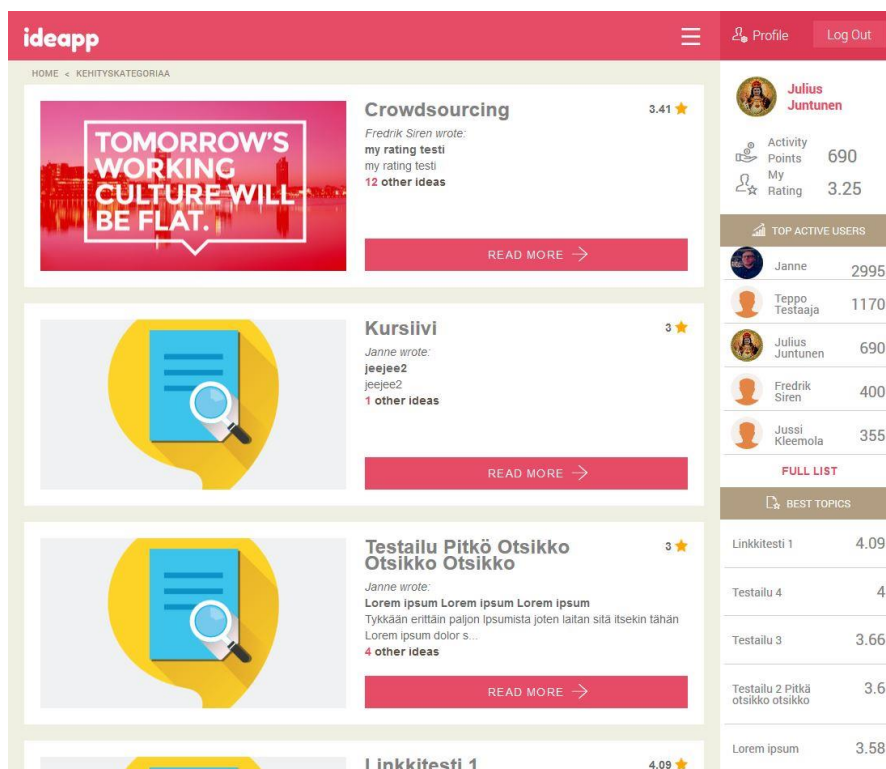 ideapp
Profile
Log Out
HOME < KEHITYSKATEGORIAA
TOMORROW'S
WORKING
CULTURE WILL
BE FLAT.
Crowdsourcing
3.41
Fredrik Siren wrote:
my rating testi
my rating testi
12 other ideas
READ MORE
Kursiivi
3
Janne wrote:
jeejee2
jeejee2
1 other ideas
READ MORE
Testailu Pitkö Otsikko
Otsikko Otsikko
3
Janne wrote:
Lorem ipsum Lorem ipsum Lorem ipsum
Tykkään erittäin paljon Ipsumista joten laitan sitä itsekin tähän
Lorem ipsum dolor s...
4 other ideas
READ MORE
Linkkitesti 1
4.09
Julius
Juntunen
Activity
Points 690
My
Rating 3.25
TOP ACTIVE USERS
Janne 2995
Teppo
Testaaja 1170
Julius
Juntunen 690
Fredrik
Siren 400
Jussi
Kleemola 355
FULL LIST
BEST TOPICS
Linkkitesti 1 4.09
Testailu 4 4
Testailu 3 3.66
Testailu 2 Pitkä
otsikko otsikko 3.6
Lorem ipsum 3.58